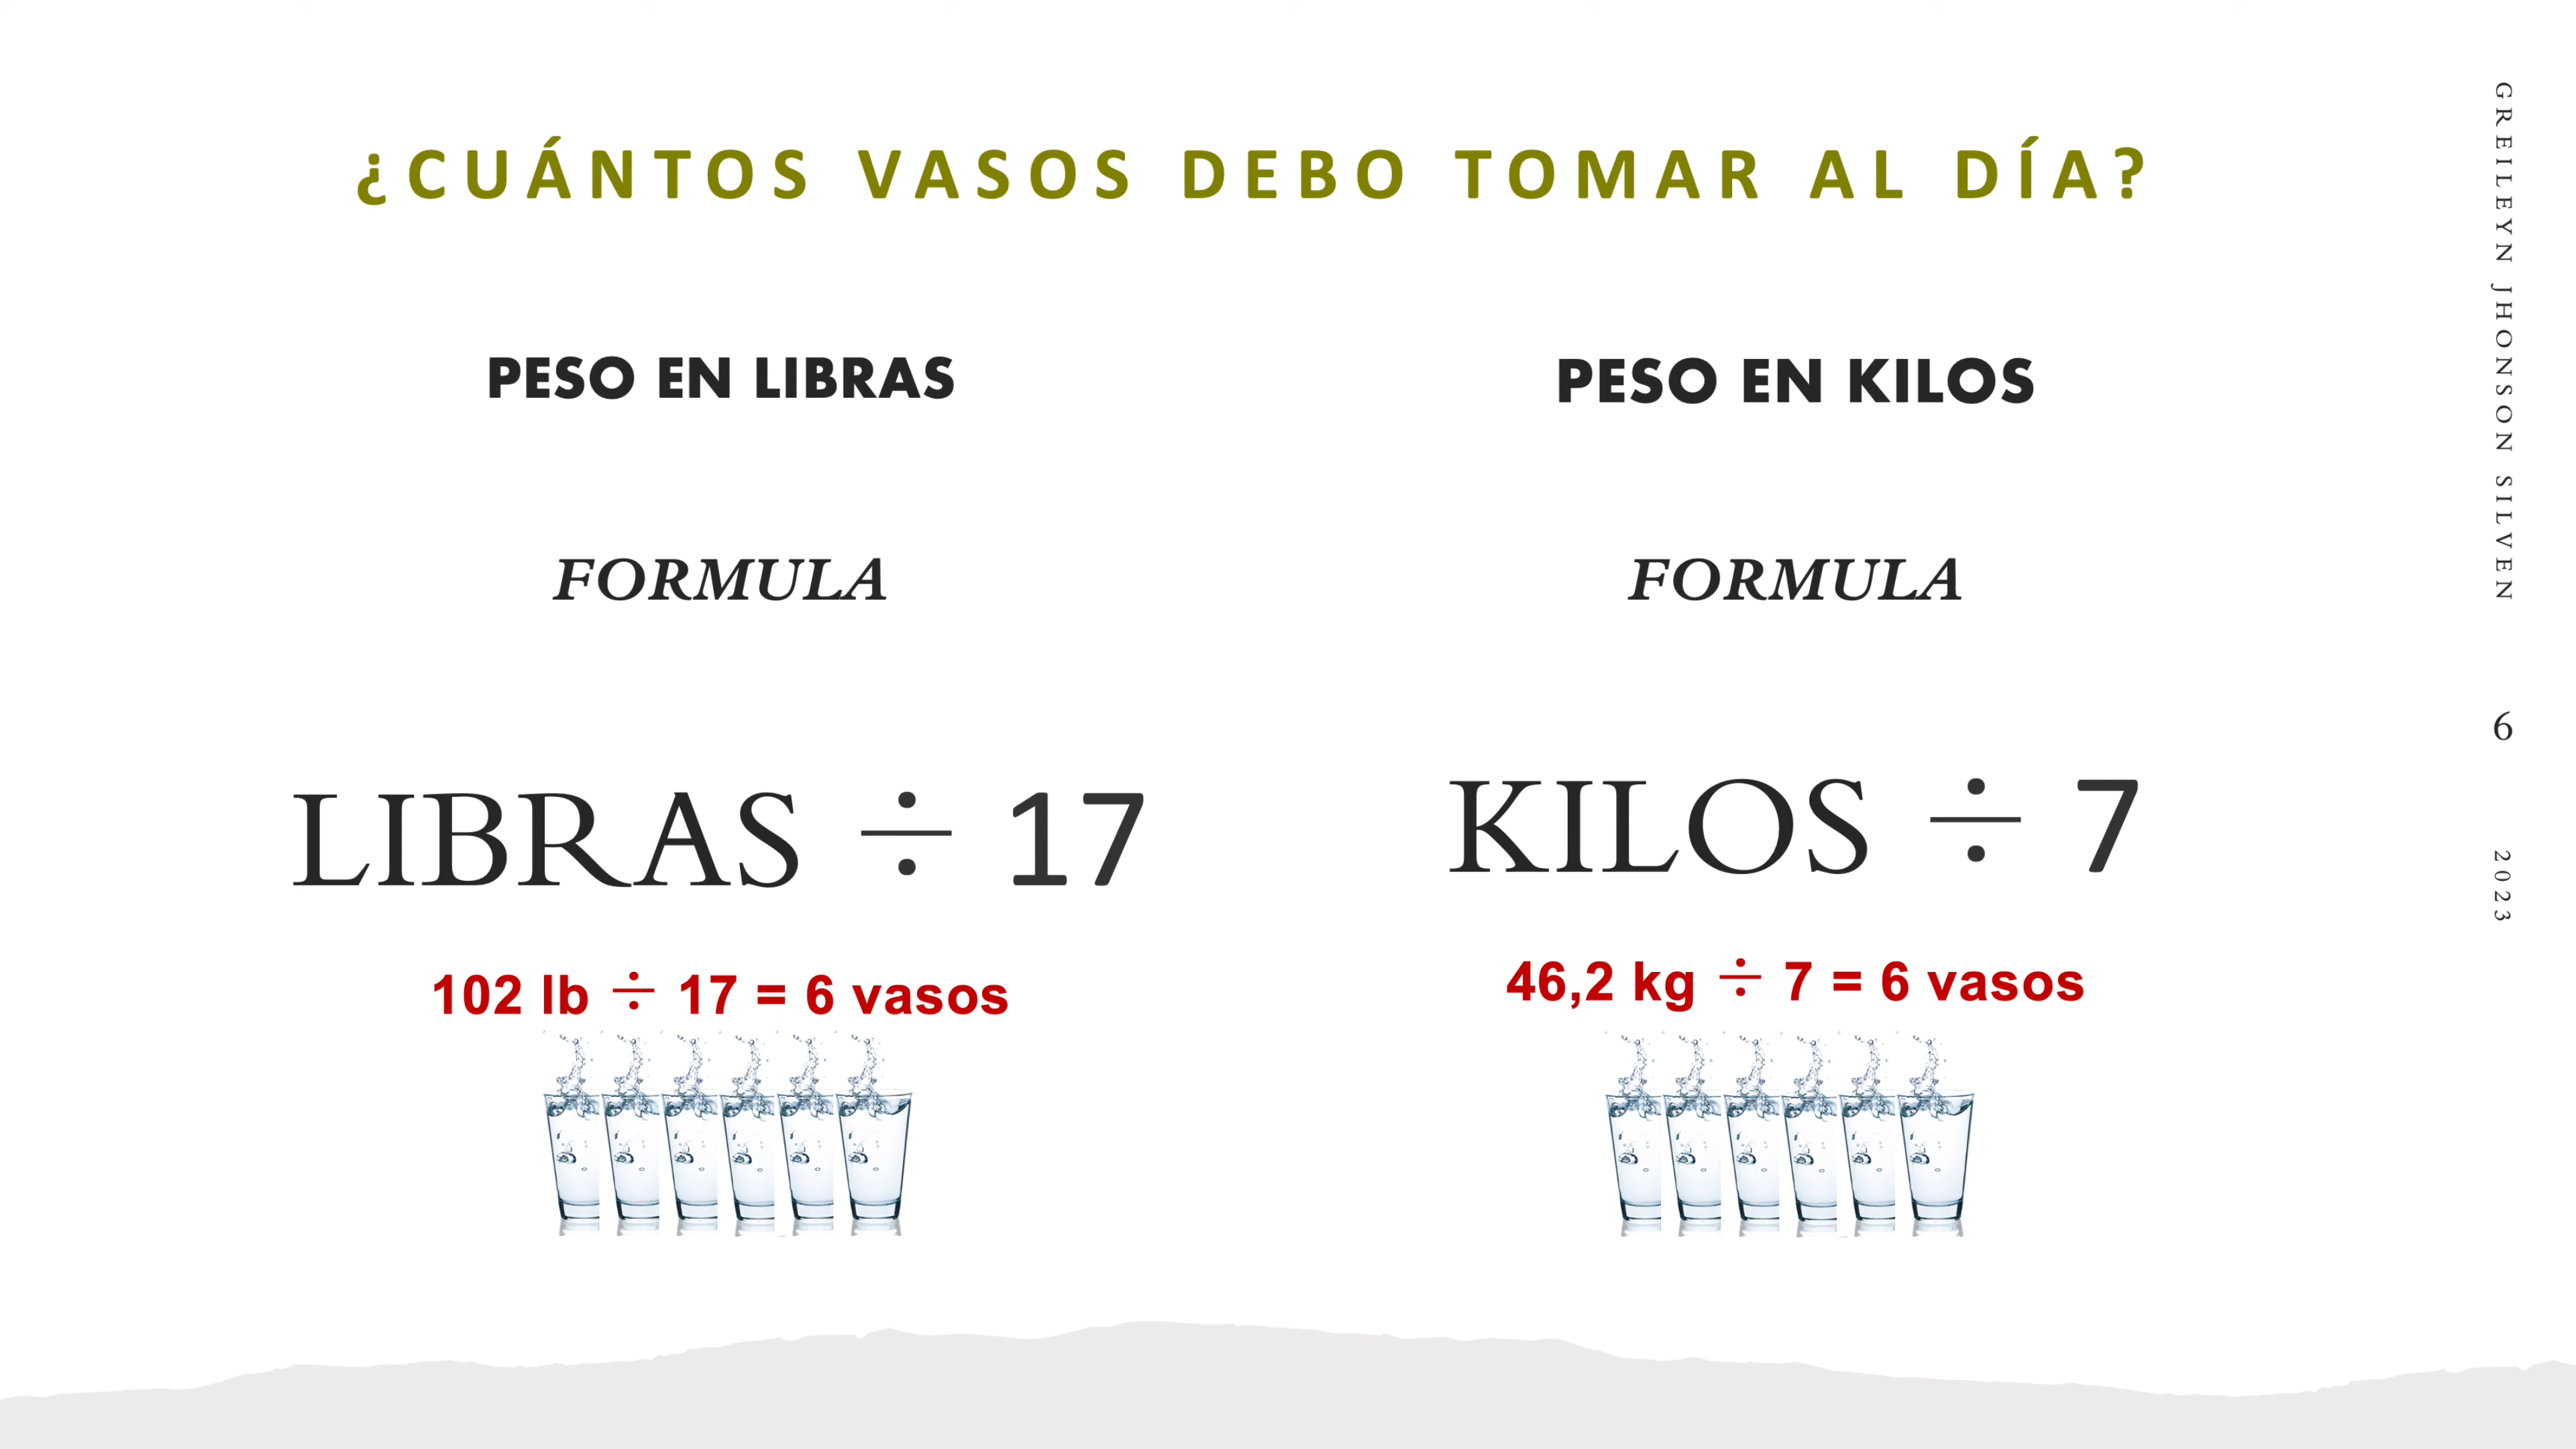 ¿CUÁNTOS VASOS DEBO TOMAR AL DÍA?
PESO EN LIBRAS
FORMULA
LIBRAS ÷ 17
102 lb ÷ 17 = 6 vasos
PESO EN KILOS
FORMULA
KILOS ÷ 7
46,2 kg ÷ 7 = 6 vasos
GREILEYN JHONSON SILVEN
6
2023